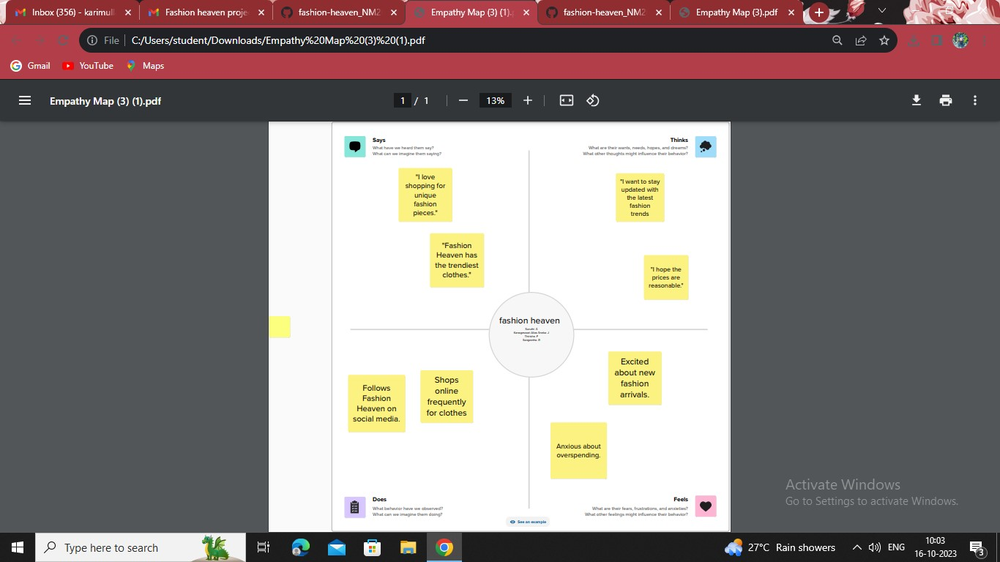 Inbox (356) - karimull
Fashion heaven proje
fashion-heaven_NM2
Empathy Map (3) (1).p
fashion-heaven_NM2
Empathy Map (3).pdf
File
C:/Users/student/Downloads/Empathy%20Map%20(3)%20(1).pdf
Gmail
YouTube
Maps
Empathy Map (3) (1).pdf
1 / 1
13%
Says
What have we heard them say?
What can we imagine them saying?
Thinks
What are their wants, needs, hopes, and dreams?
What other thoughts might influence their behavior?
"I love
shopping for
unique
fashion
pieces."
"I want to stay
updated with
the latest
fashion
trends
"Fashion
Heaven has
the trendiest
clothes."
"I hope the
prices are
reasonable."
fashion heaven
Follows
Fashion
Heaven on
social media.
Shops
online
frequently
for clothes
Excited
about new
fashion
arrivals.
Anxious about
overspending.
Does
What behavior have we observed?
What can we imagine them doing?
Feels
What are their fears, frustrations, and anxieties?
What other feelings might influence their behavior?
See an example
Activate Windows
Go to Settings to activate Windows.
Type here to search
27°C Rain showers
ENG
10:03
16-10-2023
3